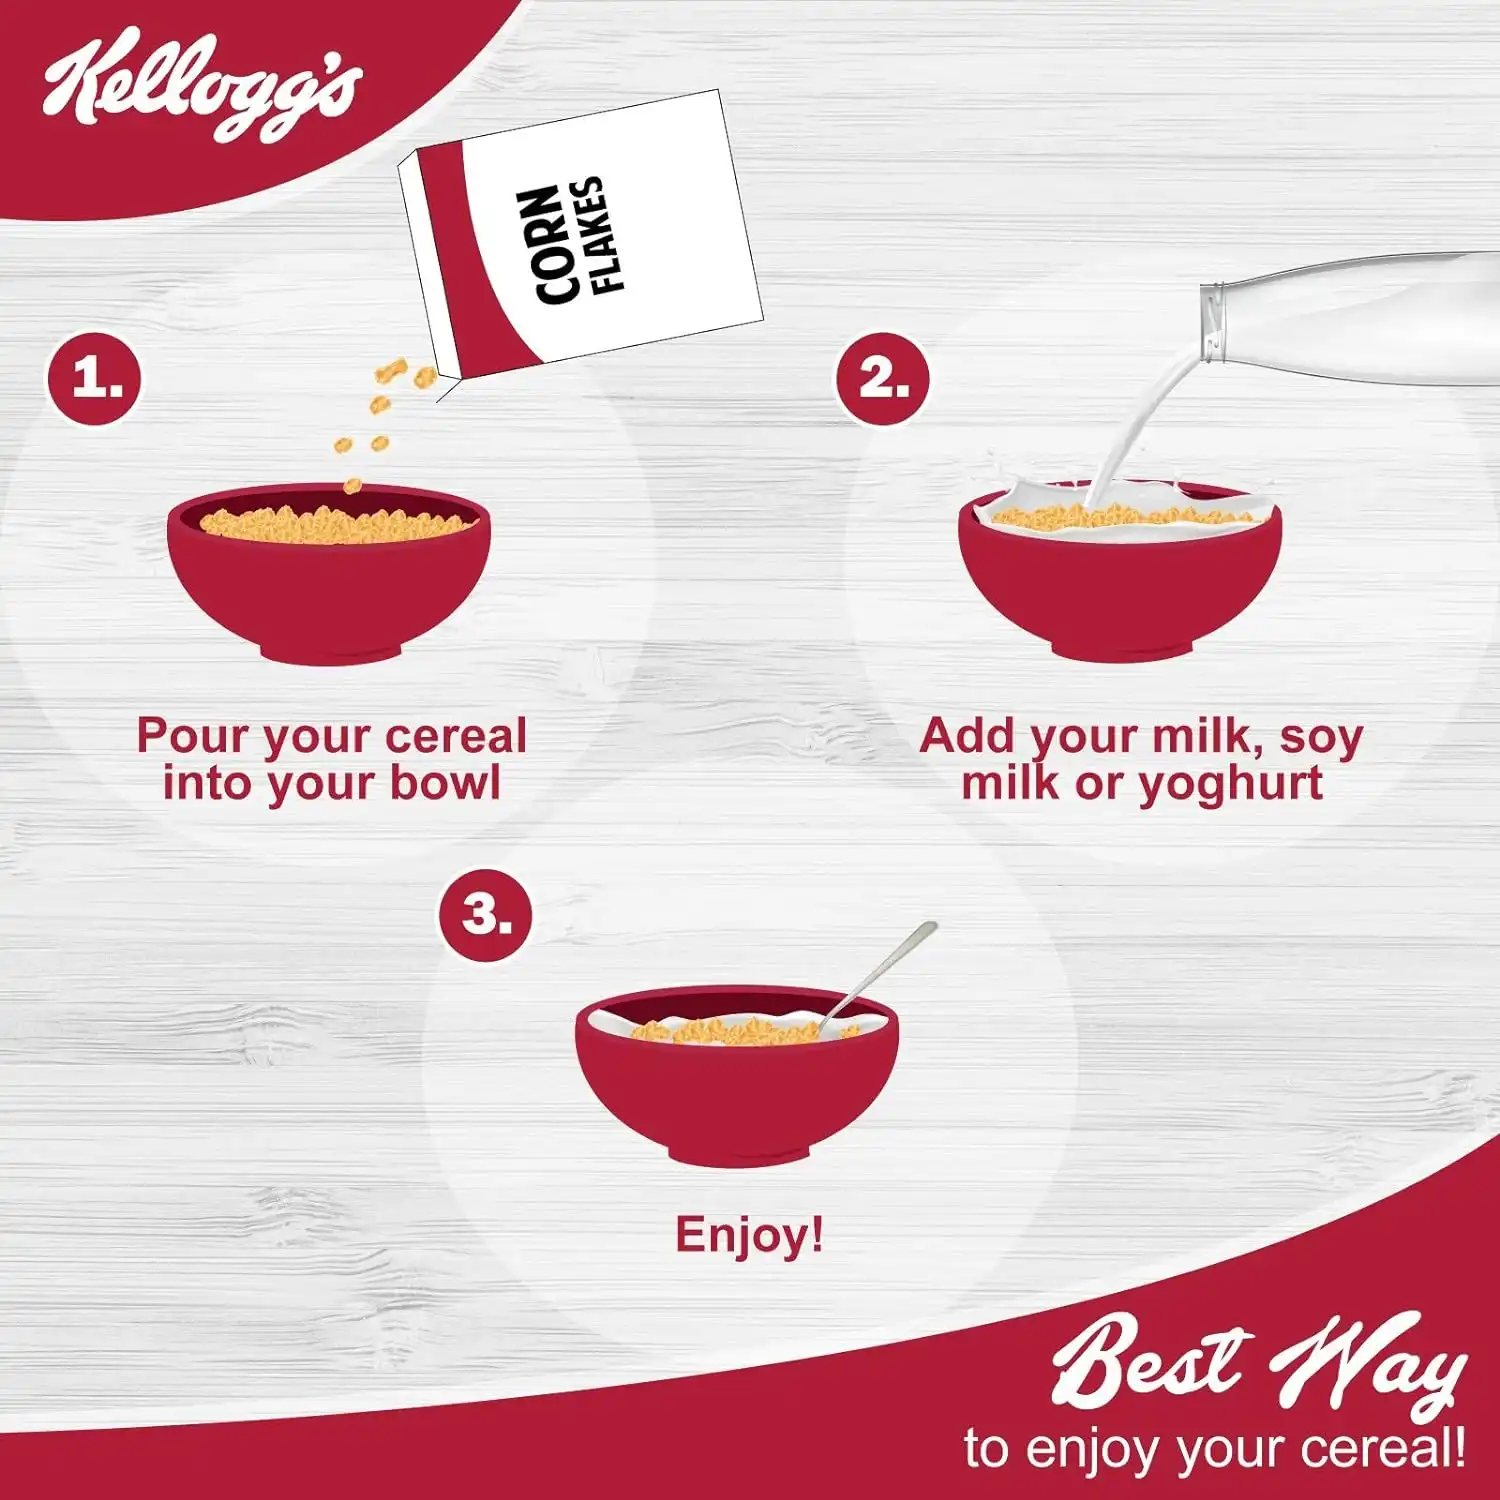 Kellogg's
CORN
FLAKES
1.
Pour your cereal
into your bowl
2.
Add your milk, soy
milk or yoghurt
3.
Enjoy!
Best Way
to enjoy your cereal!